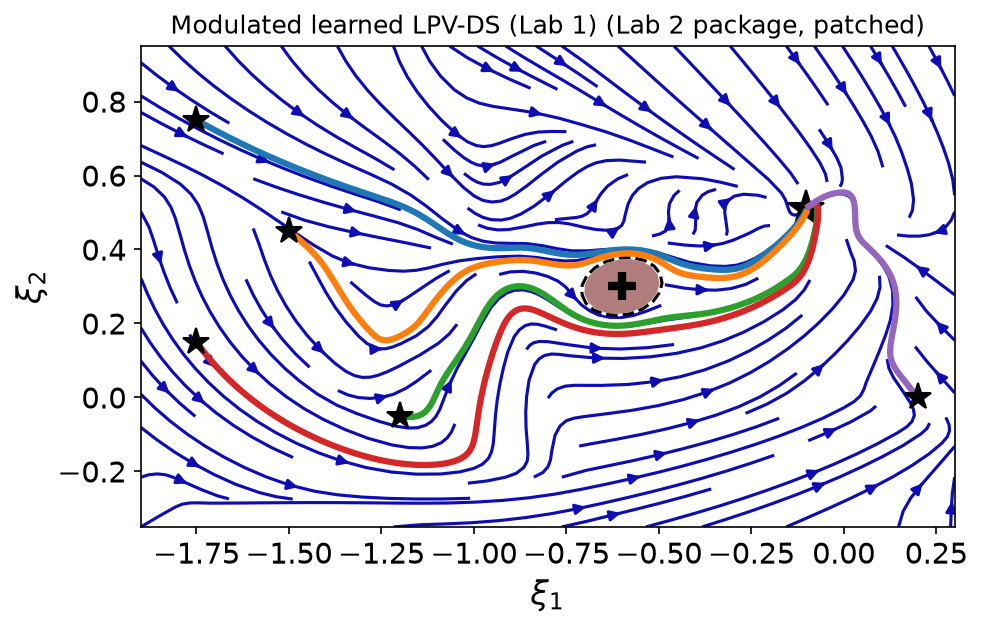 Modulated learned LPV-DS (Lab 1) (Lab 2 package, patched)
ξ2
0.8
0.6
0.4
0.2
0.0
−0.2
−1.75 −1.50 −1.25 −1.00 −0.75 −0.50 −0.25 0.00 0.25
ξ1